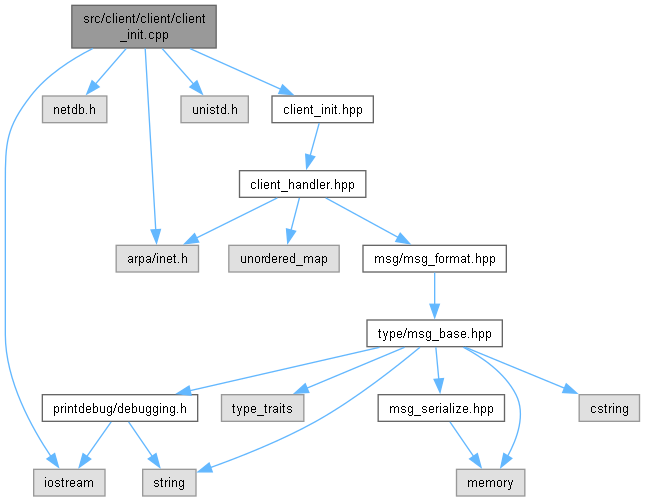 src/client/client/client
_init.cpp
netdb.h
unistd.h
client_init.hpp
client_handler.hpp
arpa/inet.h
unordered_map
msg/msg_format.hpp
type/msg_base.hpp
printdebug/debugging.h
type_traits
msg_serialize.hpp
cstring
iostream
string
memory